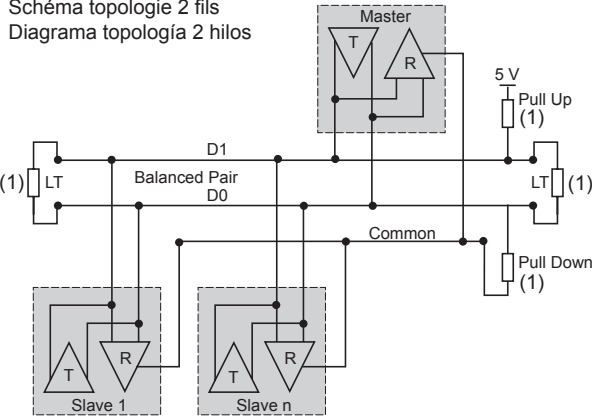 Schéma topologie 2 fils
Diagrama topología 2 hilos
Master
T
R
5 V
Pull Up
(1)
D1
(1)
LT
Balanced Pair
D0
LT
(1)
Common
Pull Down
(1)
R
T
Slave 1
R
T
Slave n